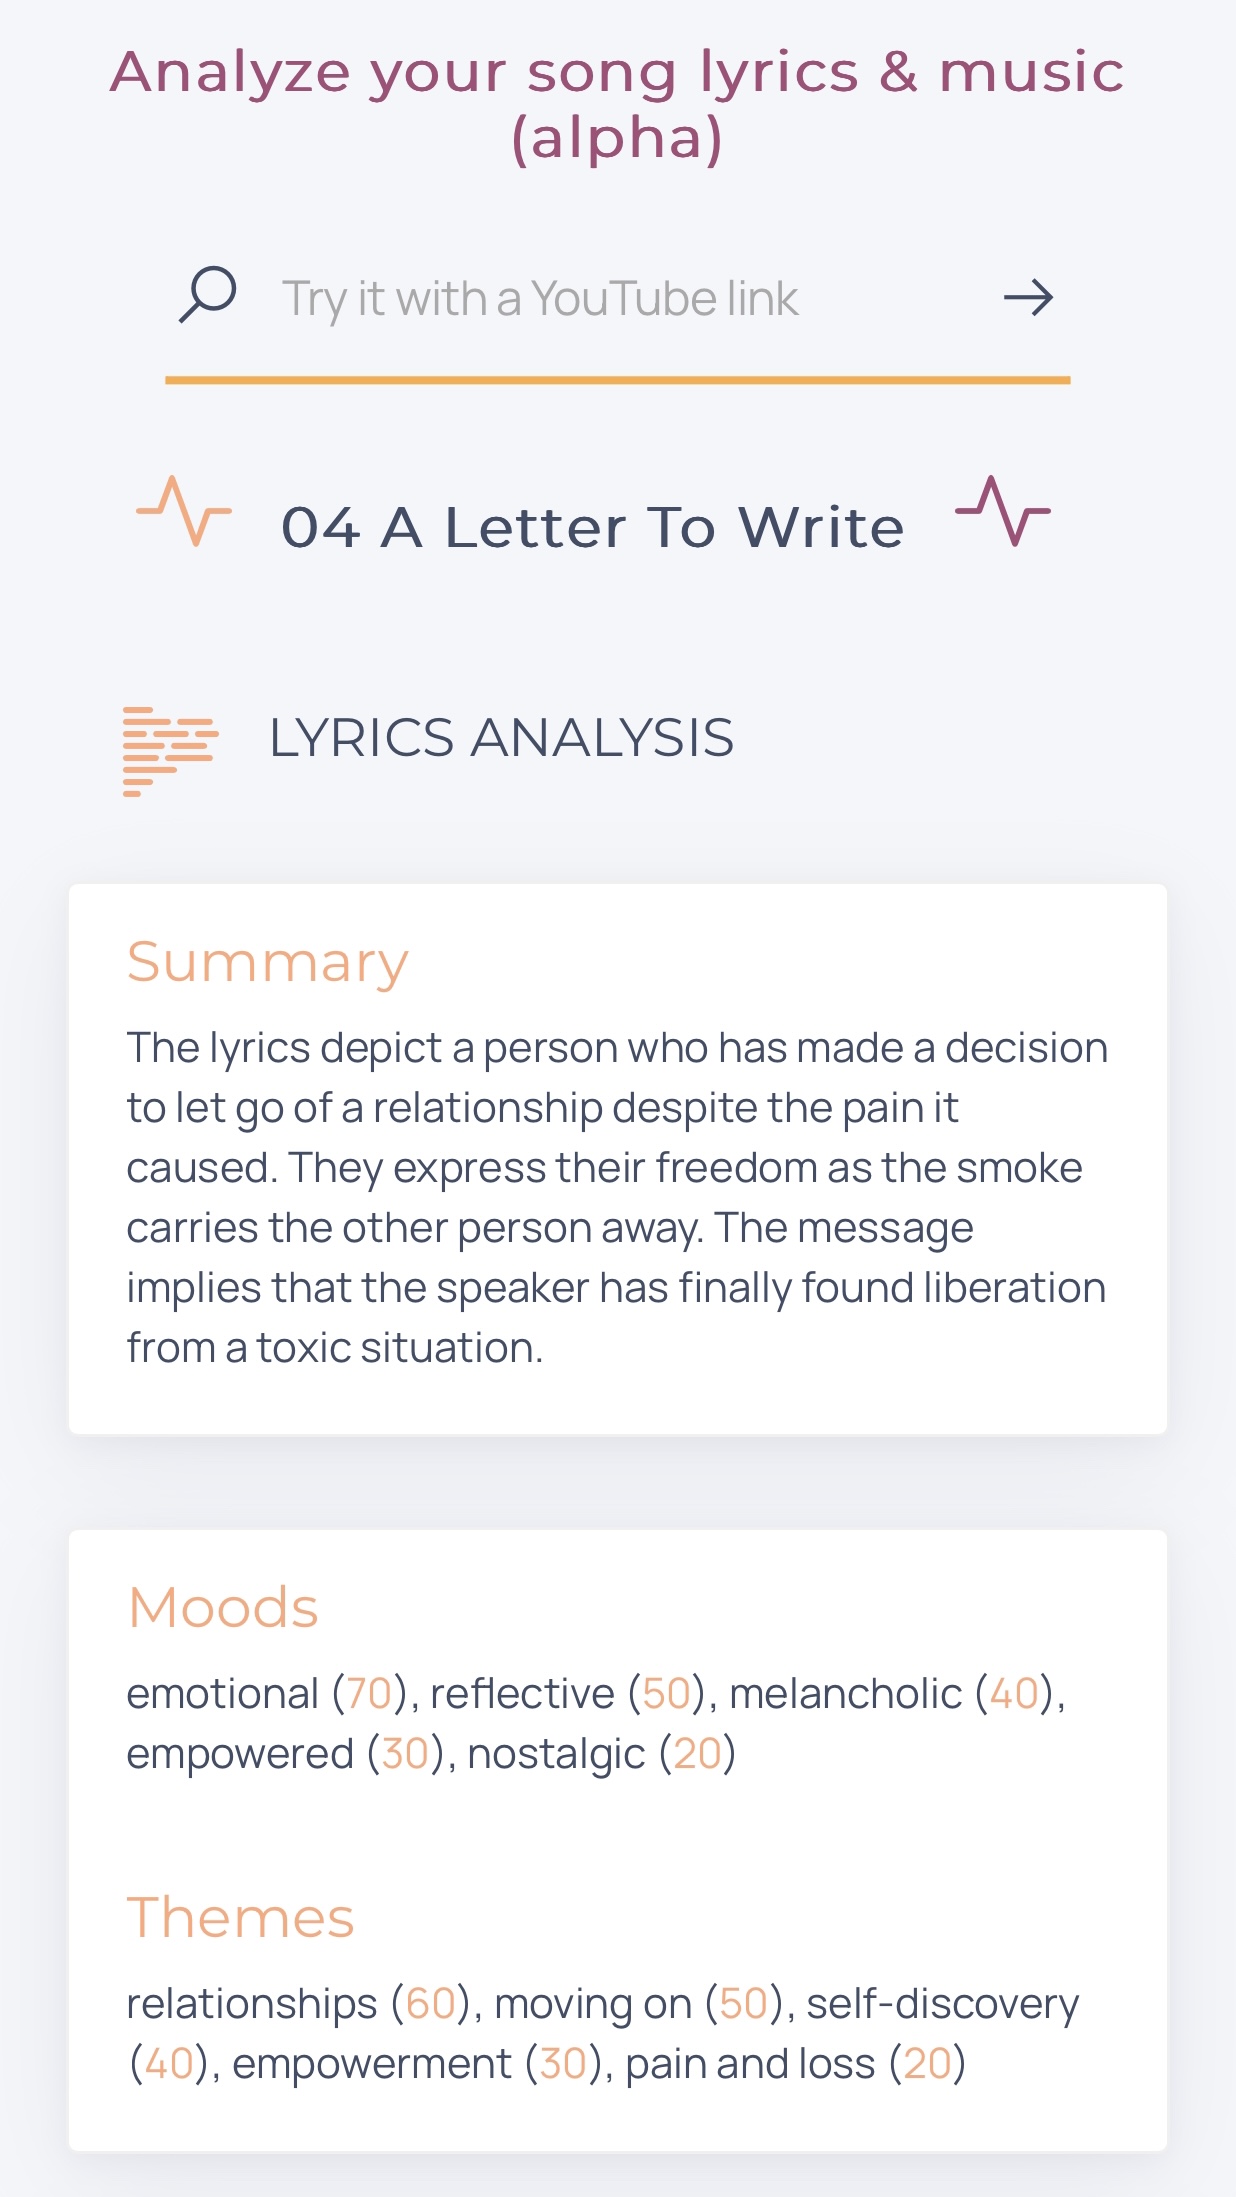 Analyze your song lyrics & music
(alpha)
Try it with a YouTube link
04 A Letter To Write
LYRICS ANALYSIS
Summary
The lyrics depict a person who has made a decision
to let go of a relationship despite the pain it
caused. They express their freedom as the smoke
carries the other person away. The message
implies that the speaker has finally found liberation
from a toxic situation.
Moods
emotional (70), reflective (50), melancholic (40),
empowered (30), nostalgic (20)
Themes
relationships (60), moving on (50), self-discovery
(40), empowerment (30), pain and loss (20)